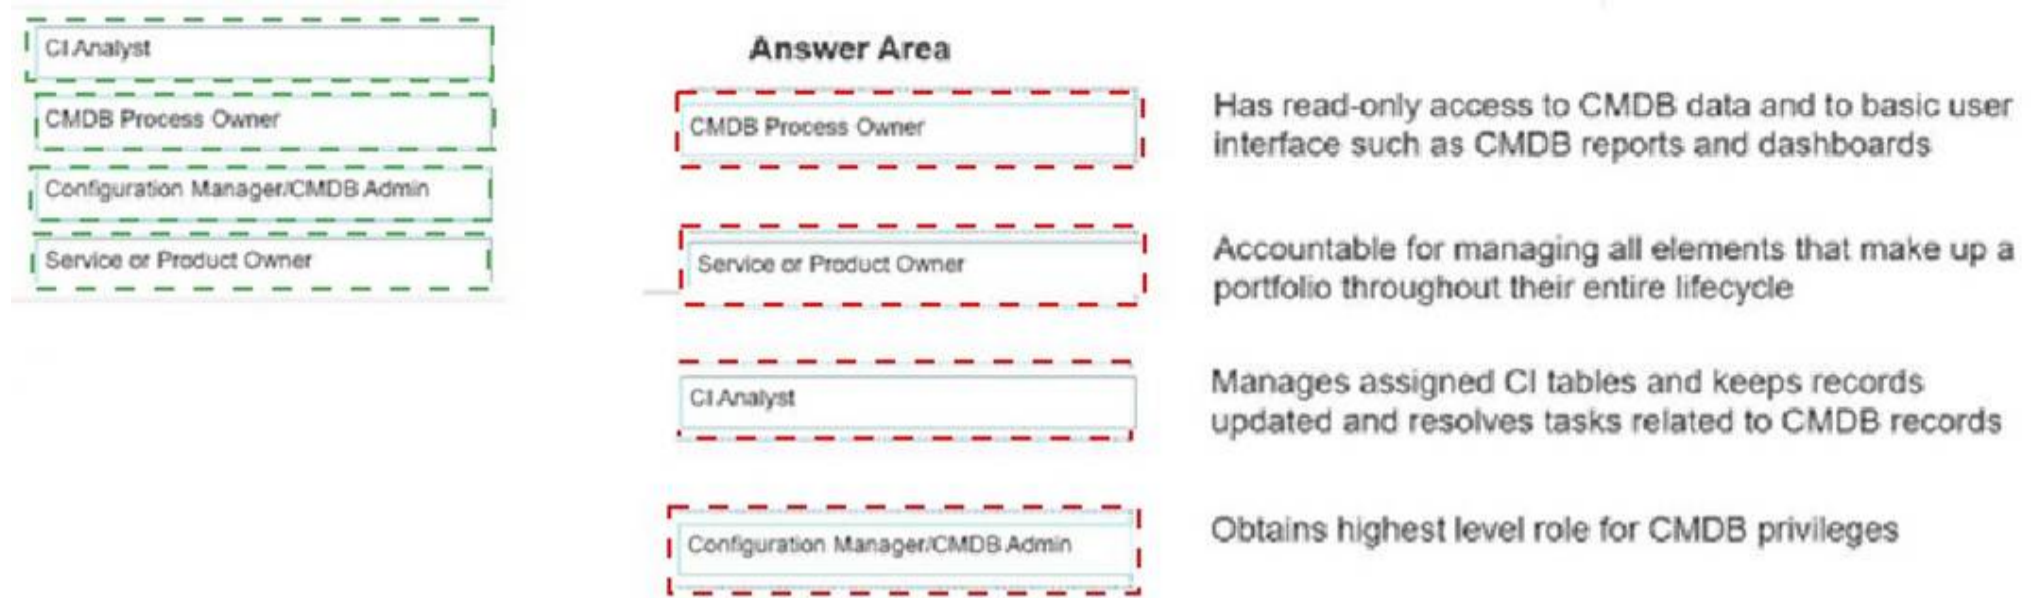 CI Analyst
CMDB Process Owner
Configuration Manager/CMDB Admin
Service or Product Owner
Answer Area
CMDB Process Owner
Has read-only access to CMDB data and to basic user
interface such as CMDB reports and dashboards
Service or Product Owner
Accountable for managing all elements that make up a
portfolio throughout their entire lifecycle
CI Analyst
Manages assigned CI tables and keeps records
updated and resolves tasks related to CMDB records
Configuration Manager/CMDB Admin
Obtains highest level role for CMDB privileges